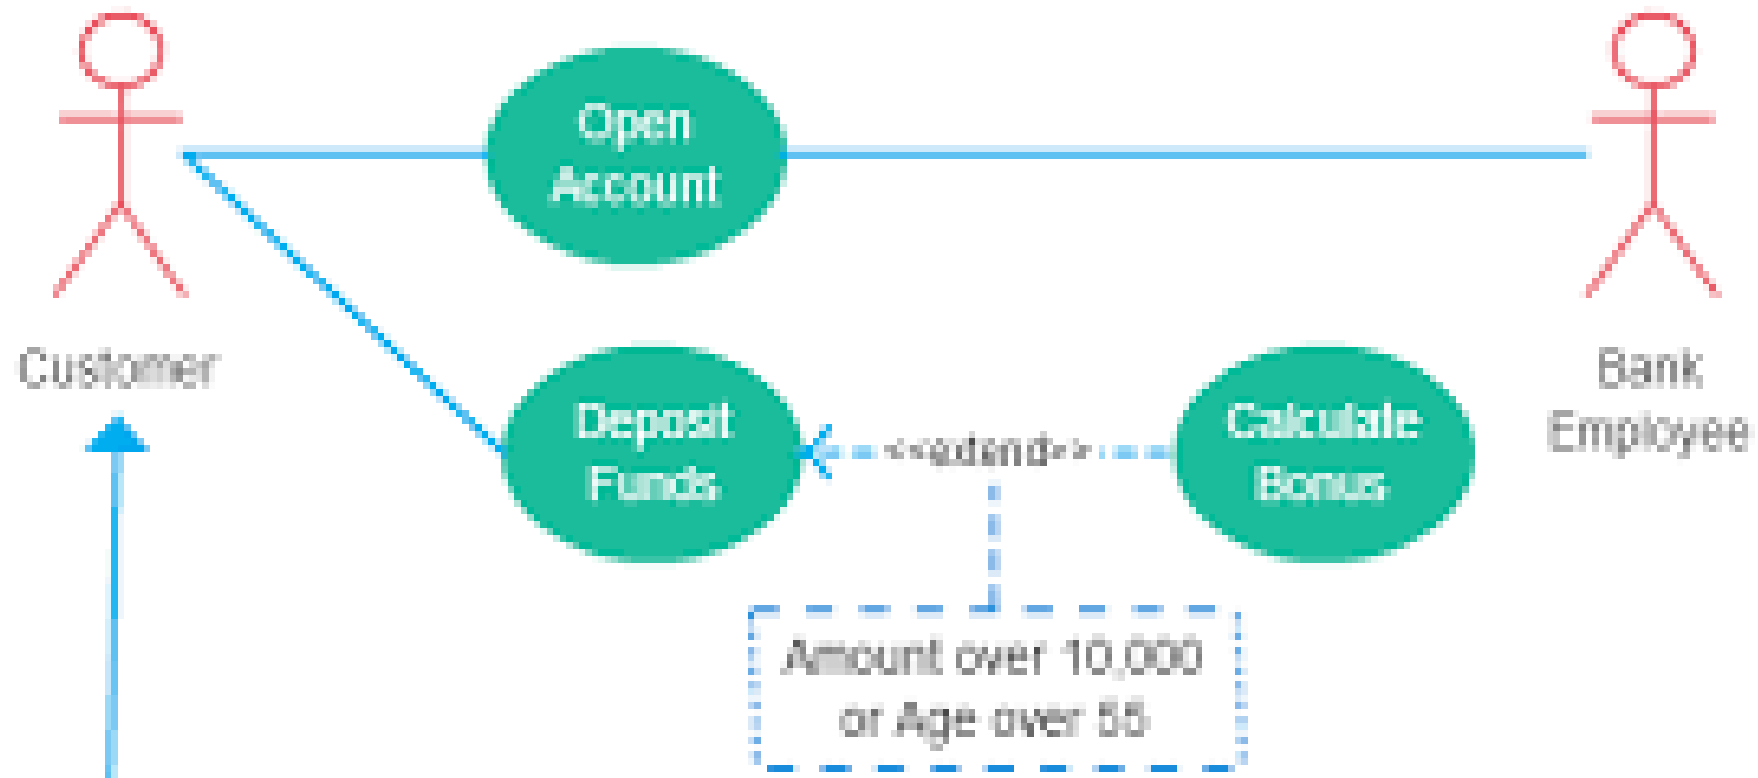 Open
Account
Customer
Bank
Employee
Deposit
Funds
<<extend>>
Calculate
Bonus
Amount over 10,000
or Age over 55